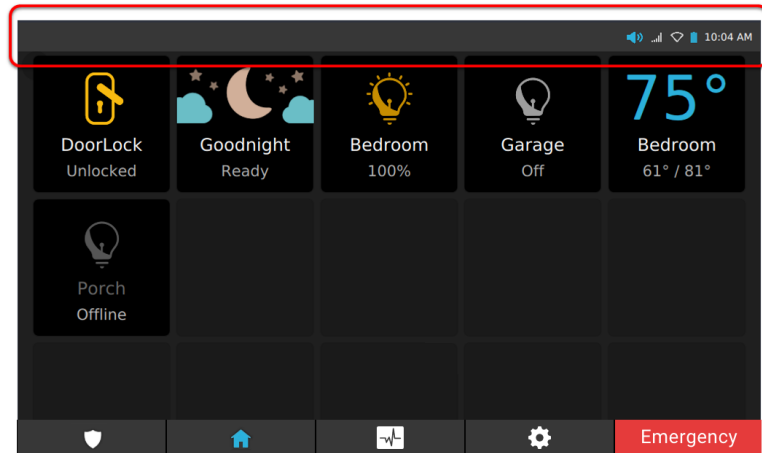 10:04 AM
75°
DoorLock
Goodnight
Bedroom
Garage
Bedroom
Unlocked
Ready
100%
Off
61° / 81°
Porch
Offline
Emergency